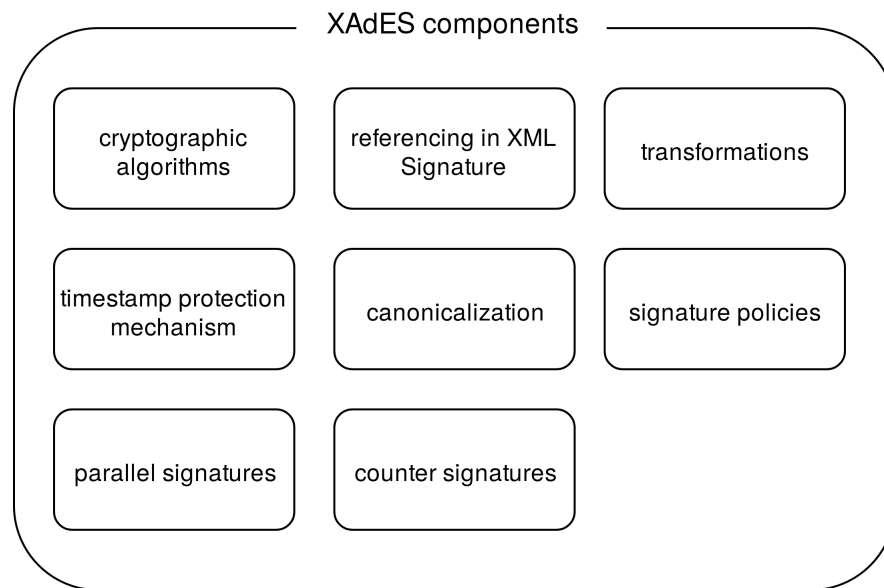 XAdES components
cryptographic
algorithms
referencing in XML
Signature
transformations
timestamp protection
mechanism
canonicalization
signature policies
parallel signatures
counter signatures